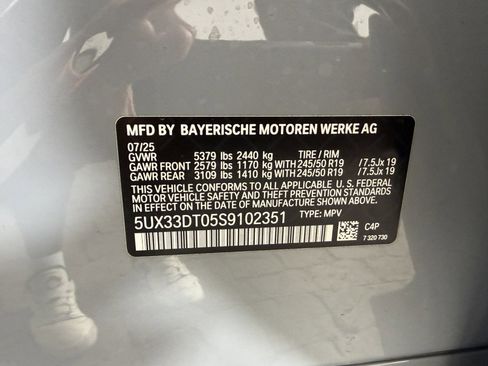 MFD BY BAYERISCHE MOTOREN WERKE AG
07/25
GVWR 5379 lbs 2440 kg TIRE / RIM
GAWR FRONT 2579 lbs 1170 kg WITH 245/50 R19 / 7.5Jx 19
GAWR REAR 3109 lbs 1410 kg WITH 245/50 R19 / 7.5Jx 19
THIS VEHICLE CONFORMS TO ALL APPLICABLE U. S. FEDERAL
MOTOR VEHICLE SAFETY, BUMPER, AND THEFT PREVENTION
STANDARDS IN EFFECT ON THE DATE OF MANUFACTURE
SHOWN ABOVE.
5UX33DT05S9102351 TYPE: MPV
C4P
7 320 730